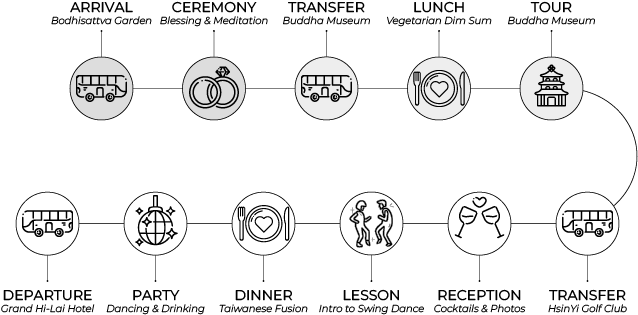 ARRIVAL
Bodhisattva Garden
CEREMONY
Blessing & Meditation
TRANSFER
Buddha Museum
LUNCH
Vegetarian Dim Sum
TOUR
Buddha Museum
DEPARTURE
Grand Hi-Lai Hotel
PARTY
Dancing & Drinking
DINNER
Taiwanese Fusion
LESSON
Intro to Swing Dance
RECEPTION
Cocktails & Photos
TRANSFER
HsinYi Golf Club